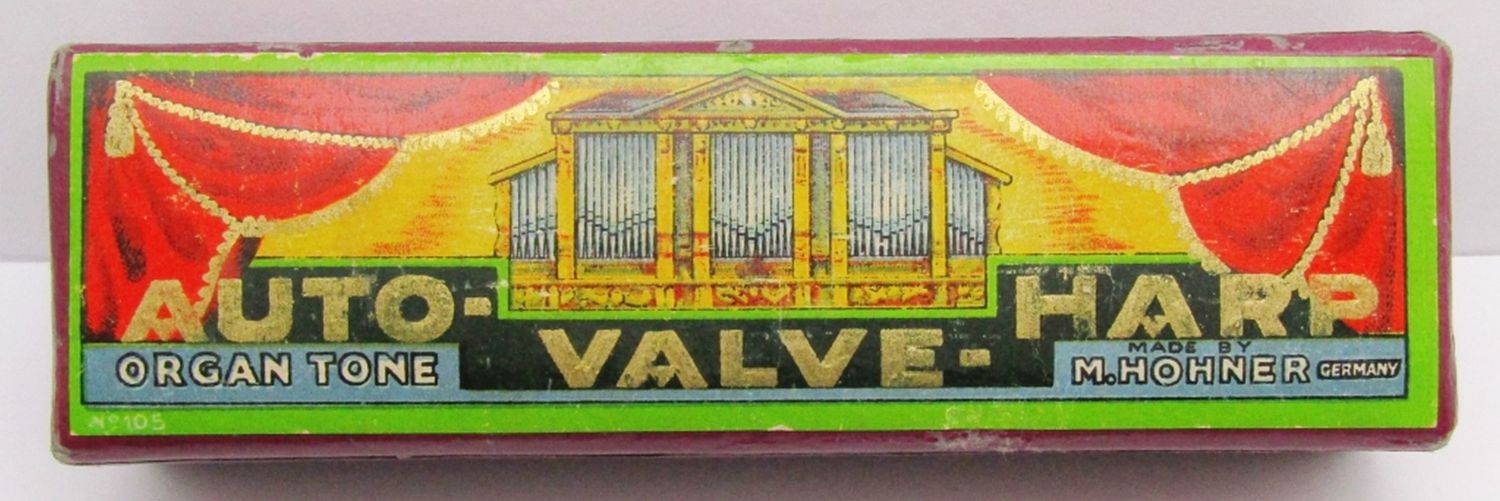 AUTO-VALVE-HARP
ORGAN TONE
MADE BY
M. HOHNER GERMANY
No 105